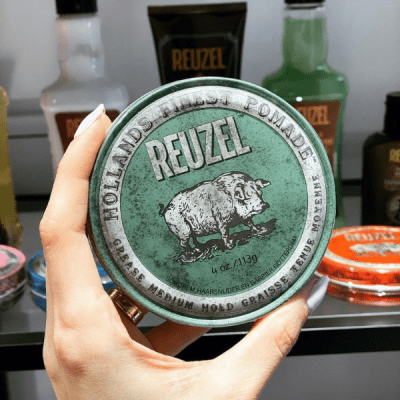 REUZEL
HOLLANDS FINEST POMADE
REUZEL
4 oz./113g
GREASE MEDIUM HOLD GRAISSE TENUE MOYENNE
REUZEL